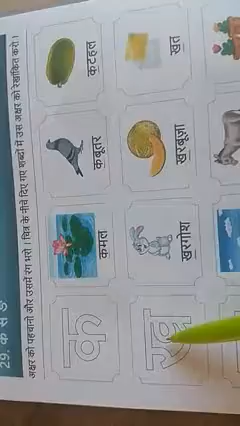 29. क से ङ
अक्षर को पहचानो और उसमें रंग भरो। चित्र के नीचे दिए गए शब्दों में उस अक्षर को रेखांकित करो।
क कमल कबूतर कटहल
ख खरगोश खरबूजा खत